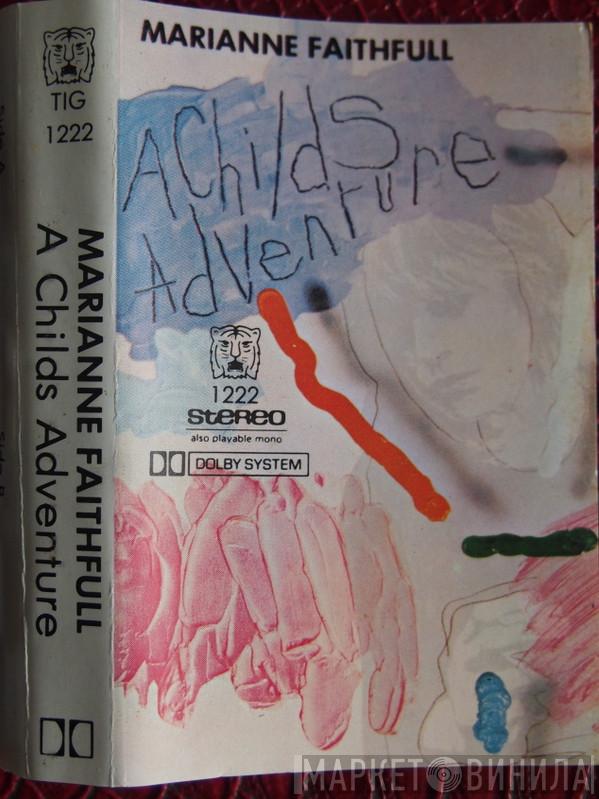 TIG
1222
MARIANNE FAITHFULL
A Childs Adventure
MARIANNE FAITHFULL
A Childs
Adventure
1222
stereo
also playable mono
DOLBY SYSTEM
МАРКЕТ ВИНИЛА